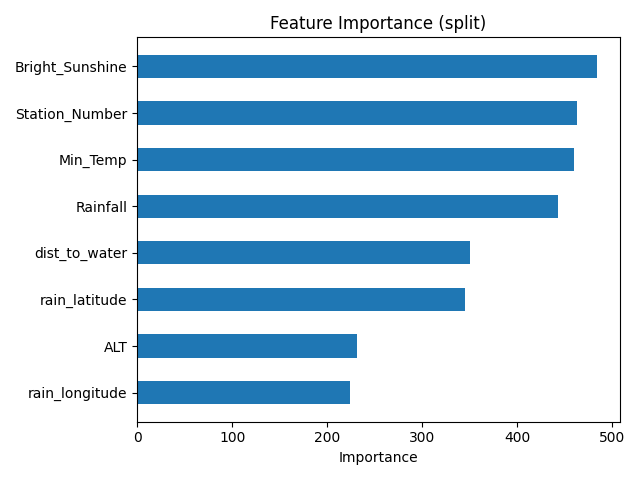 Feature Importance (split)
Bright_Sunshine
Station_Number
Min_Temp
Rainfall
dist_to_water
rain_latitude
ALT
rain_longitude
0 100 200 300 400 500
Importance